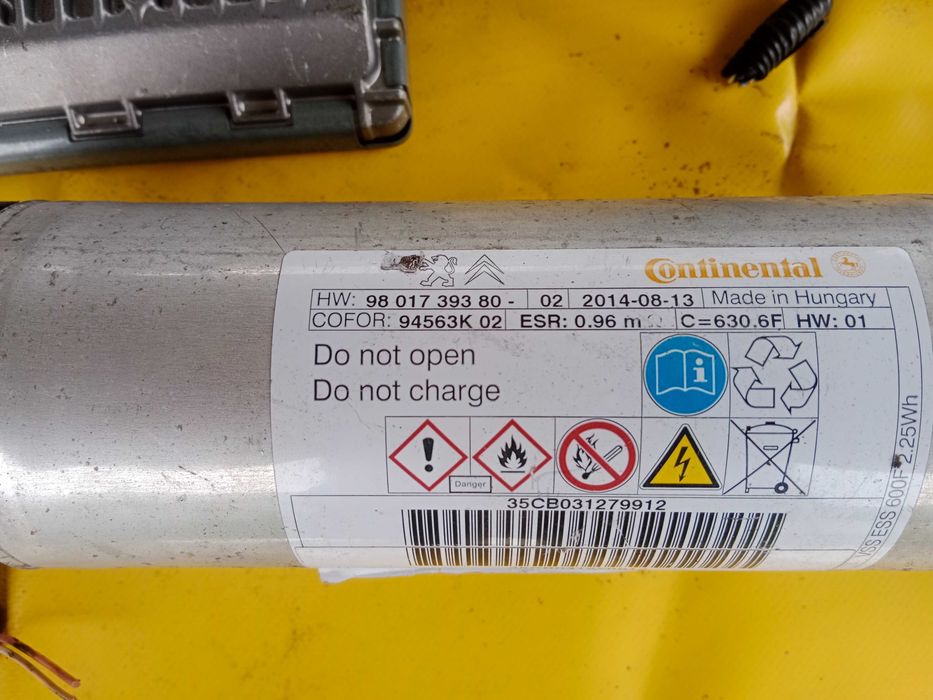 Continental
HW: 98 017 393 80 - 02 2014-08-13 Made in Hungary
COFOR: 94563K 02 ESR: 0.96 m C=630.6F HW: 01
Do not open
Do not charge
Danger
35CB031279912
ESS 600F 2.25Wh